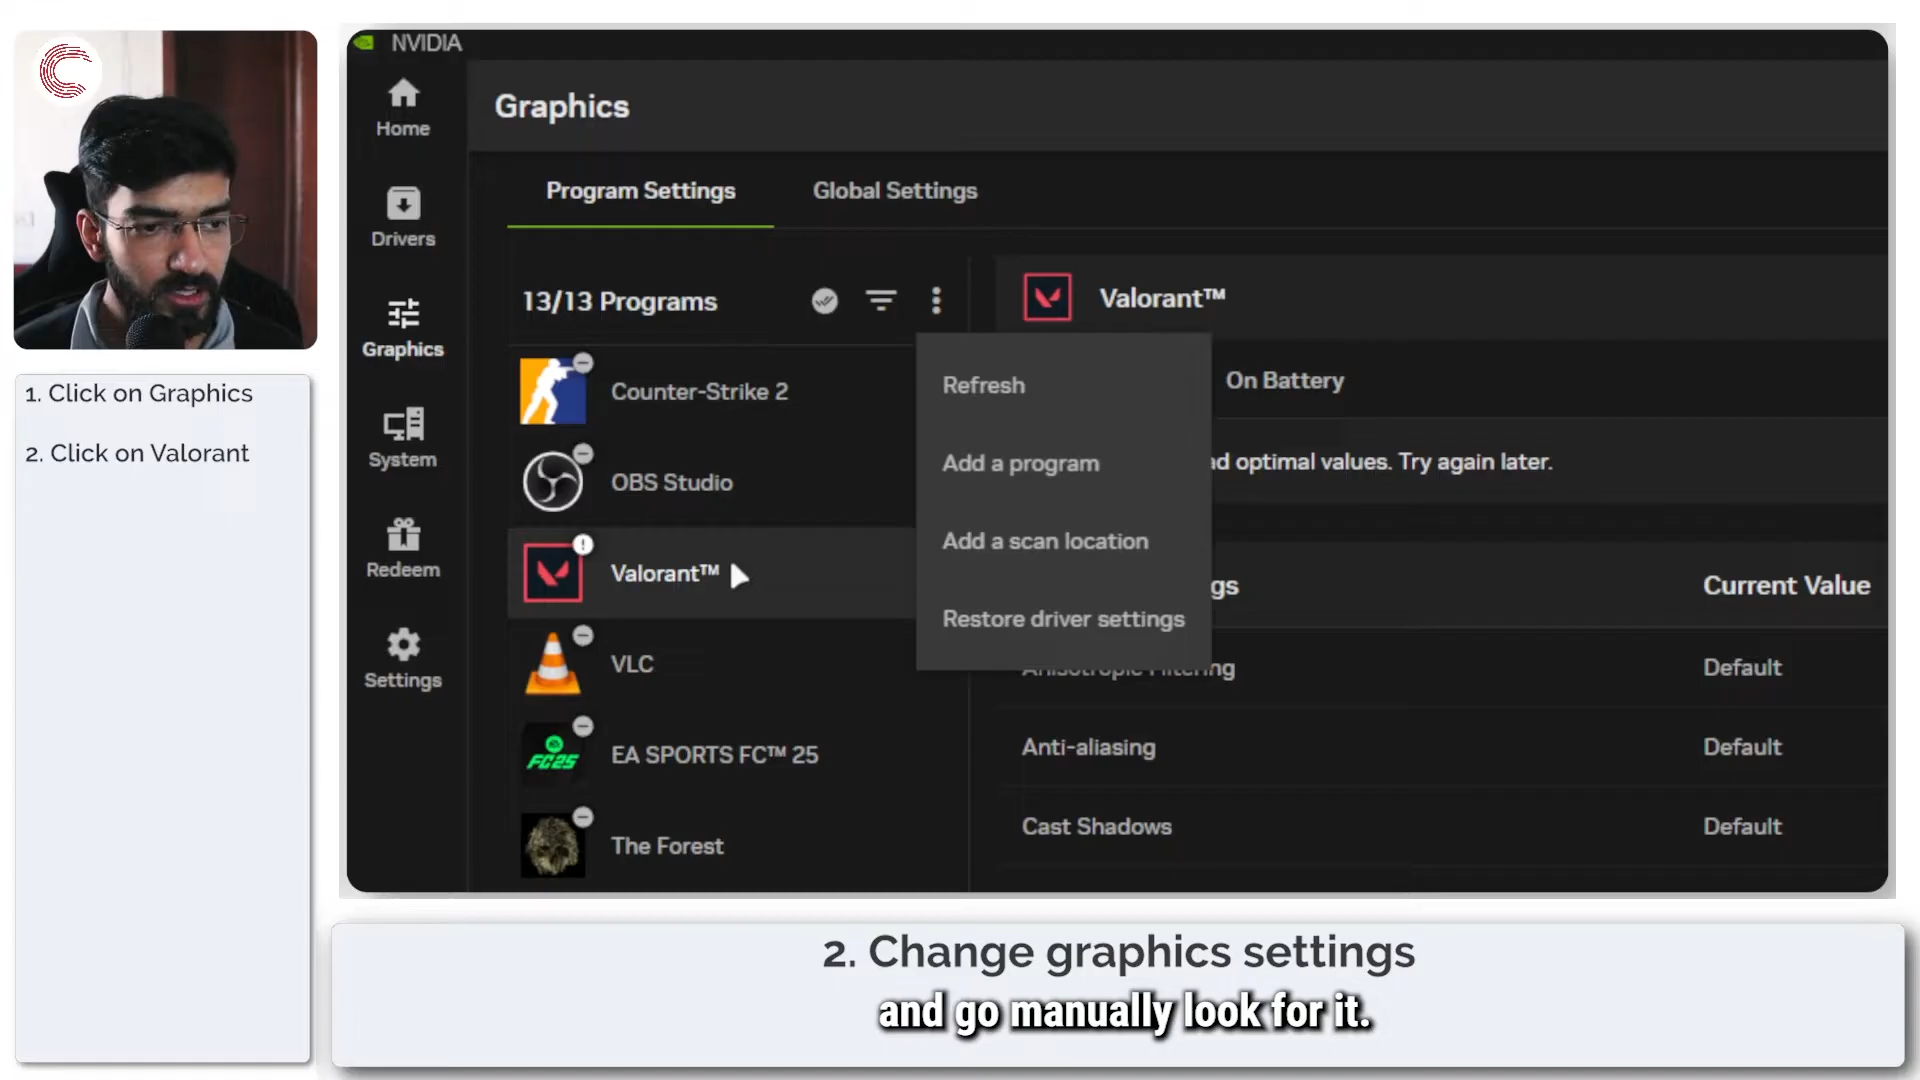 NVIDIA
Home
Drivers
Graphics
System
Redeem
Settings
Graphics
Program Settings
Global Settings
13/13 Programs
Counter-Strike 2
OBS Studio
Valorant™
VLC
FC25
EA SPORTS FC™ 25
The Forest
Refresh
Add a program
Add a scan location
Restore driver settings
Valorant™
On Battery
d optimal values. Try again later.
gs
Current Value
Anisotropic Filtering
Default
Anti-aliasing
Default
Cast Shadows
Default
1. Click on Graphics
2. Click on Valorant
2. Change graphics settings
and go manually look for it.